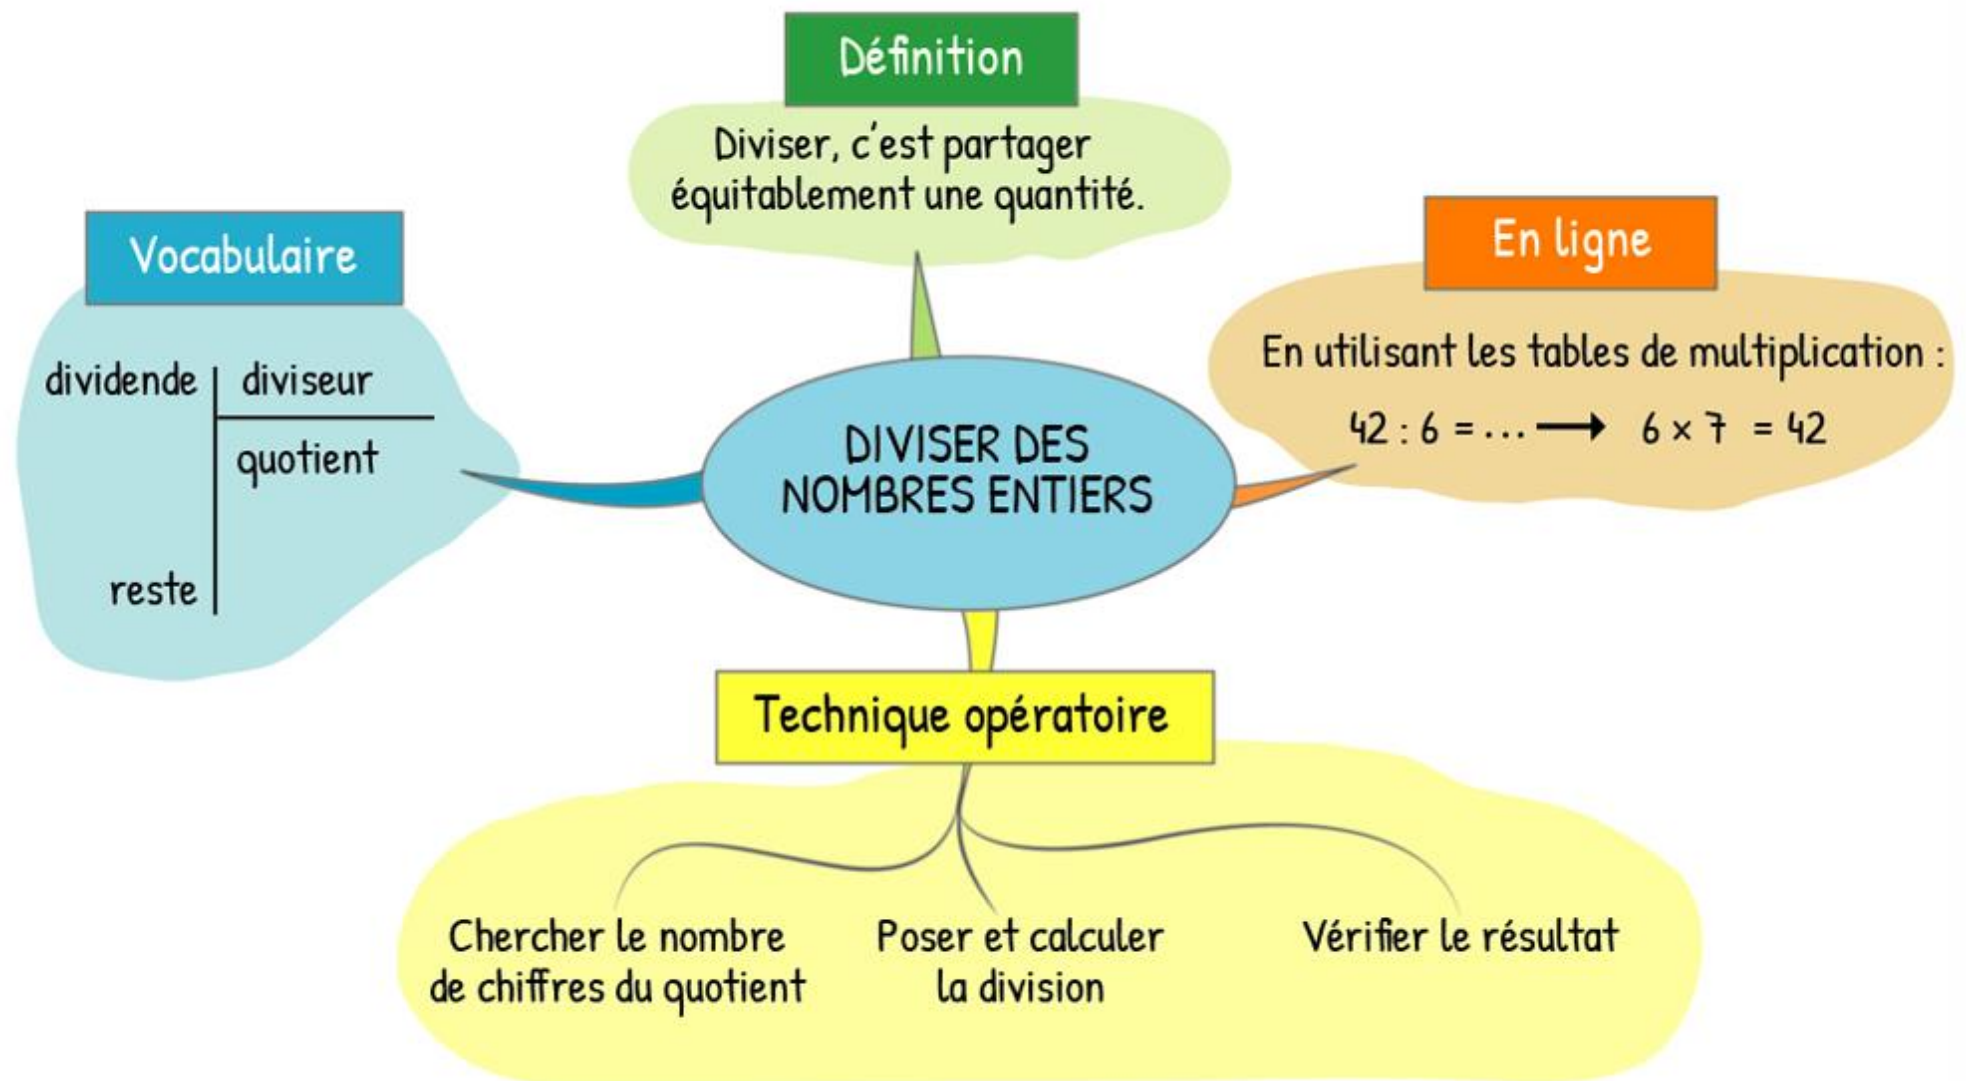 Définition
Diviser, c'est partager
équitablement une quantité.
Vocabulaire
dividende diviseur
quotient
reste
En ligne
En utilisant les tables de multiplication :
42 : 6 = ... → 6 × 7 = 42
DIVISER DES
NOMBRES ENTIERS
Technique opératoire
Chercher le nombre
de chiffres du quotient
Poser et calculer
la division
Vérifier le résultat